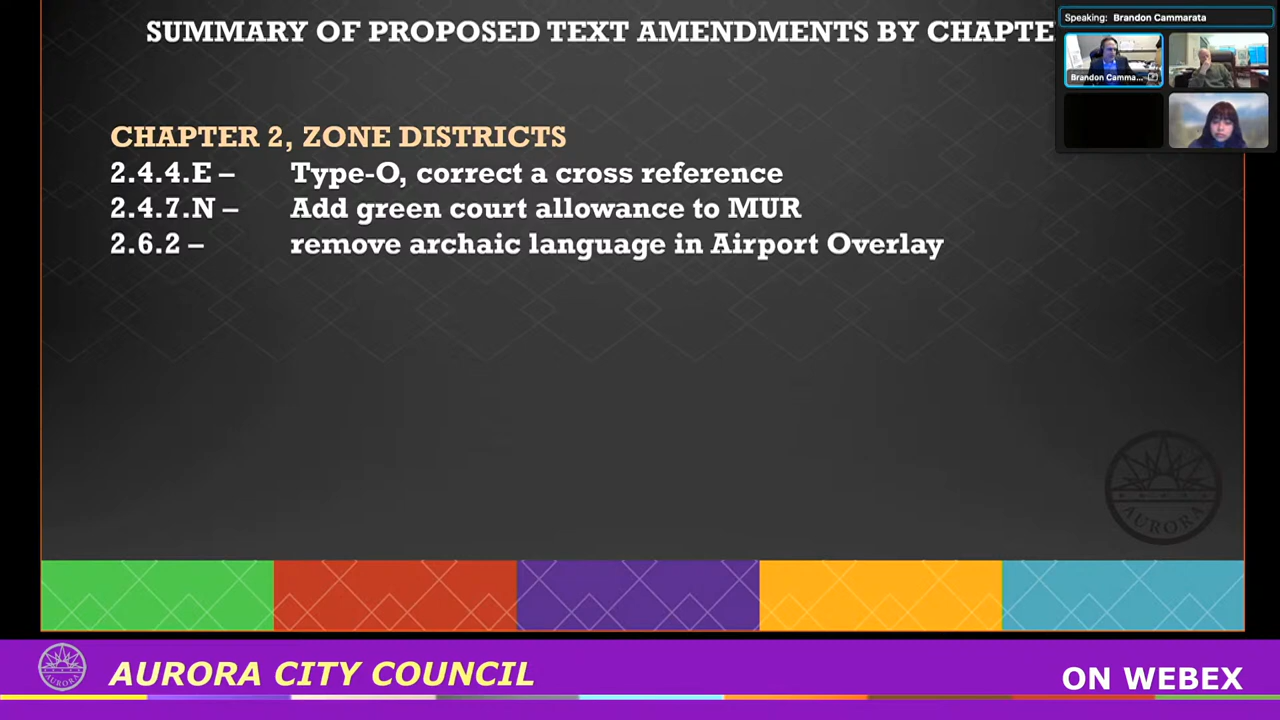 SUMMARY OF PROPOSED TEXT AMENDMENTS BY CHAPTE
Speaking: Brandon Cammarata
Brandon Camma...
CHAPTER 2, ZONE DISTRICTS
2.4.4.E – Type-O, correct a cross reference
2.4.7.N – Add green court allowance to MUR
2.6.2 – remove archaic language in Airport Overlay
AURORA
AURORA CITY COUNCIL
ON WEBEX